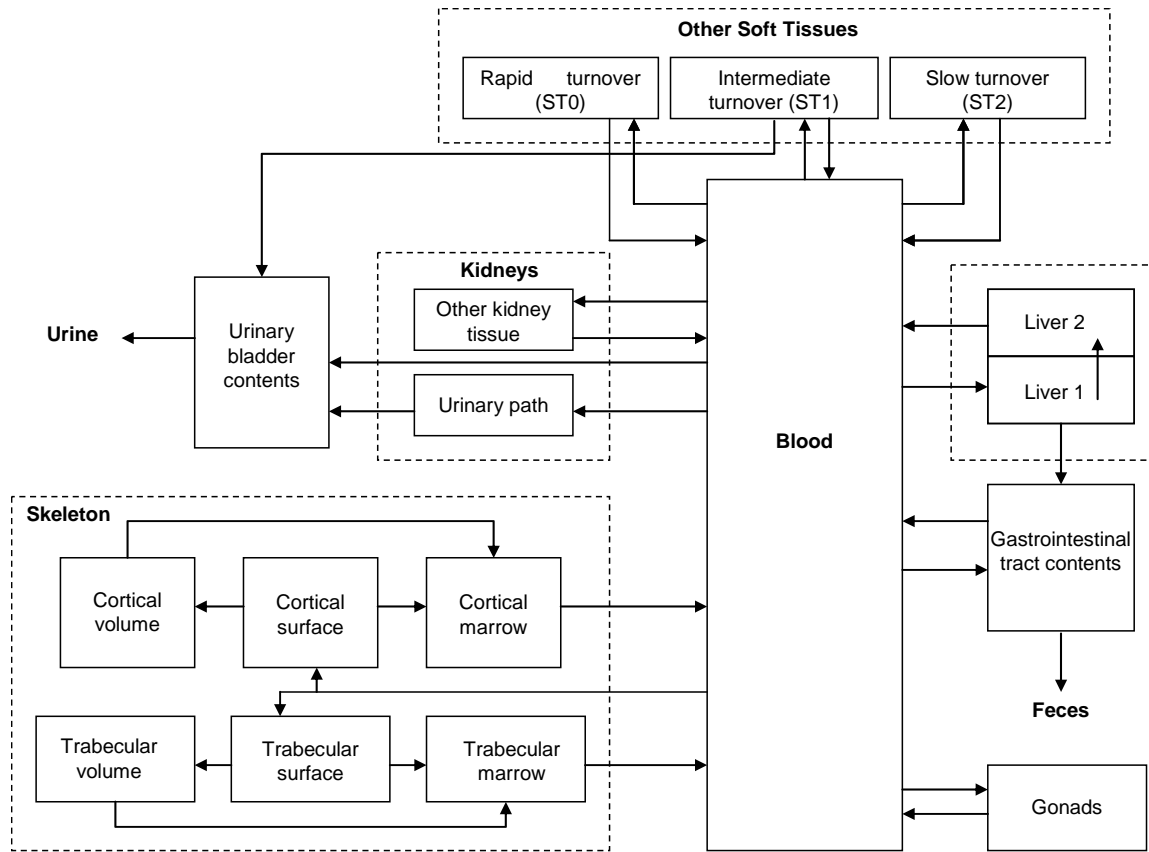 Other Soft Tissues
Rapid turnover
(ST0)
Intermediate
turnover (ST1)
Slow turnover
(ST2)
Kidneys
Other kidney
tissue
Urinary path
Urine
Urinary
bladder
contents
Blood
Liver 2
Liver 1
Gastrointestinal
tract contents
Feces
Gonads
Skeleton
Cortical
volume
Cortical
surface
Cortical
marrow
Trabecular
volume
Trabecular
surface
Trabecular
marrow